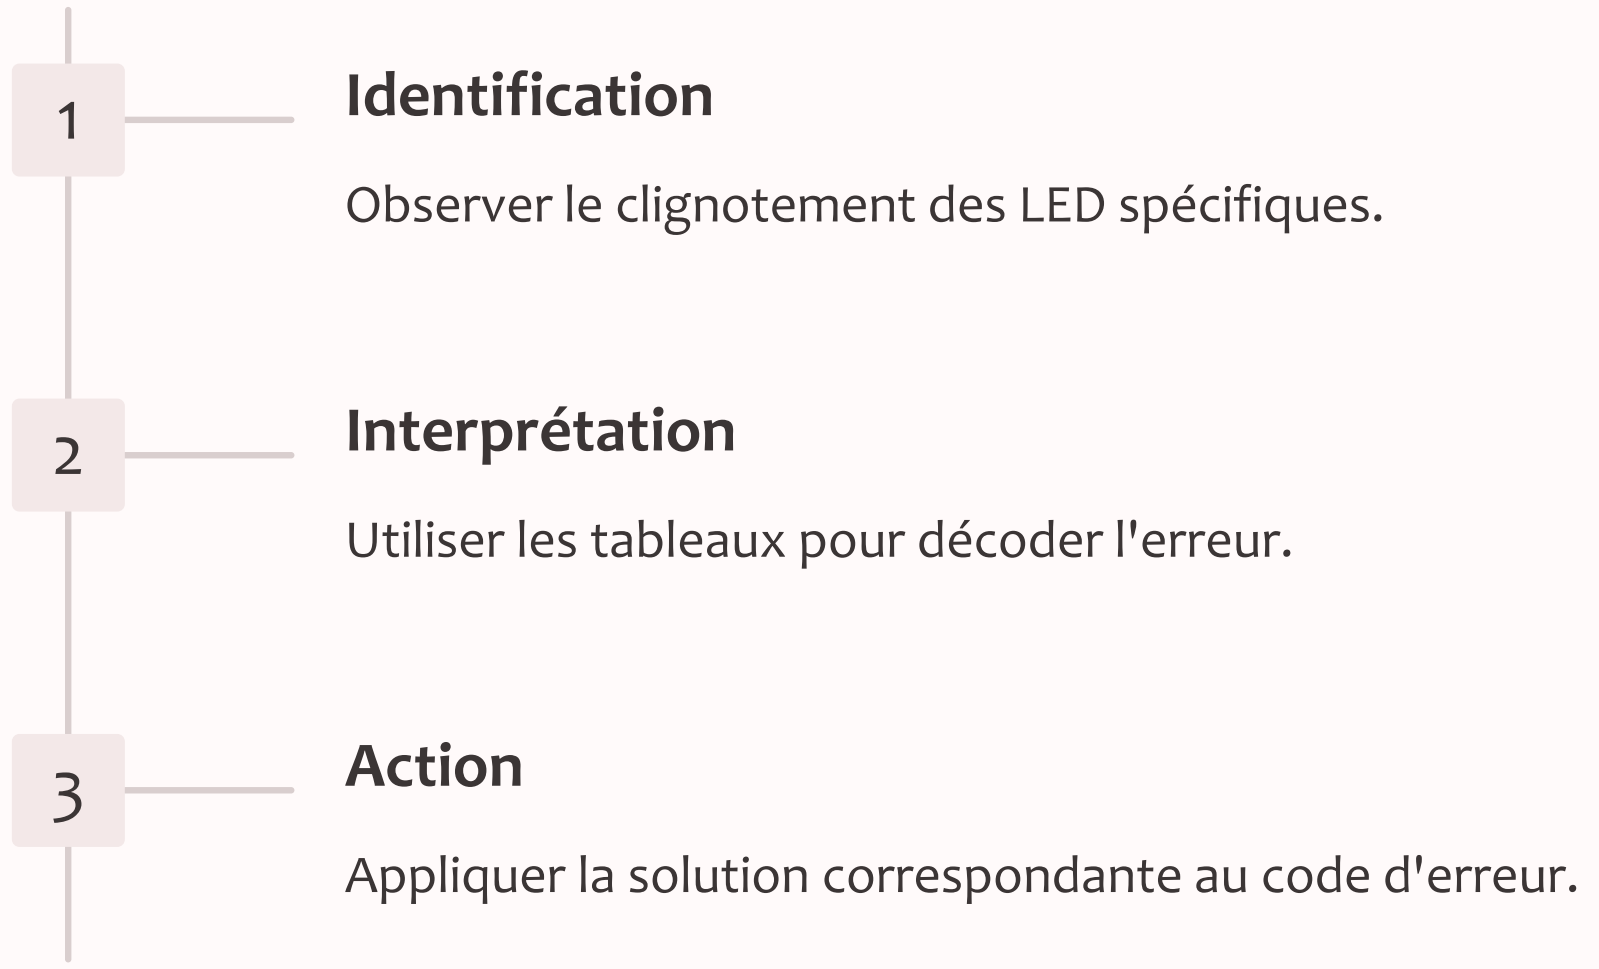 1
Identification
Observer le clignotement des LED spécifiques.
2
Interprétation
Utiliser les tableaux pour décoder l'erreur.
3
Action
Appliquer la solution correspondante au code d'erreur.